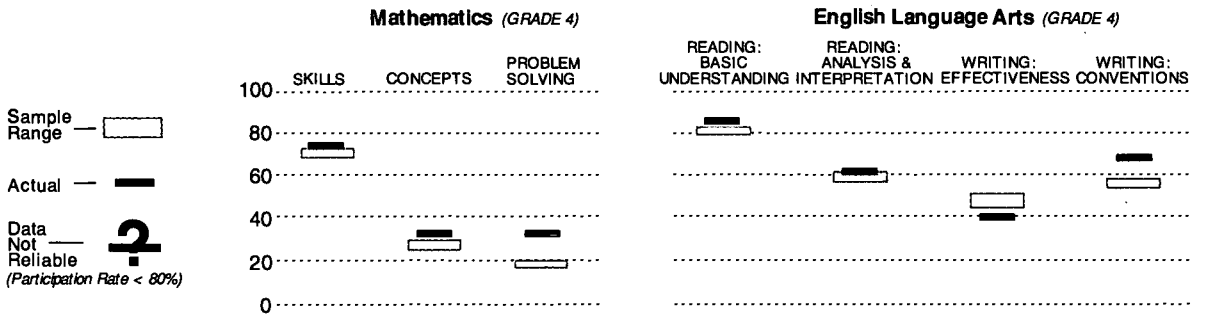 Mathematics (GRADE 4)
English Language Arts (GRADE 4)
SKILLS
CONCEPTS
PROBLEM
SOLVING
READING:
BASIC
UNDERSTANDING
READING:
ANALYSIS &
INTERPRETATION
WRITING:
EFFECTIVENESS
WRITING:
CONVENTIONS
100
80
60
40
20
0
Sample
Range
Actual
Data
Not
Reliable
(Participation Rate < 80%)
?